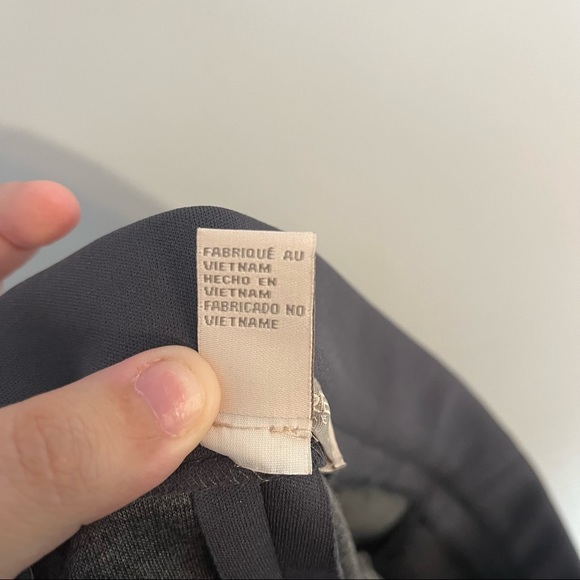 FABRIQUÉ AU
VIETNAM
HECHO EN
VIETNAM
FABRICADO NO
VIETNAME